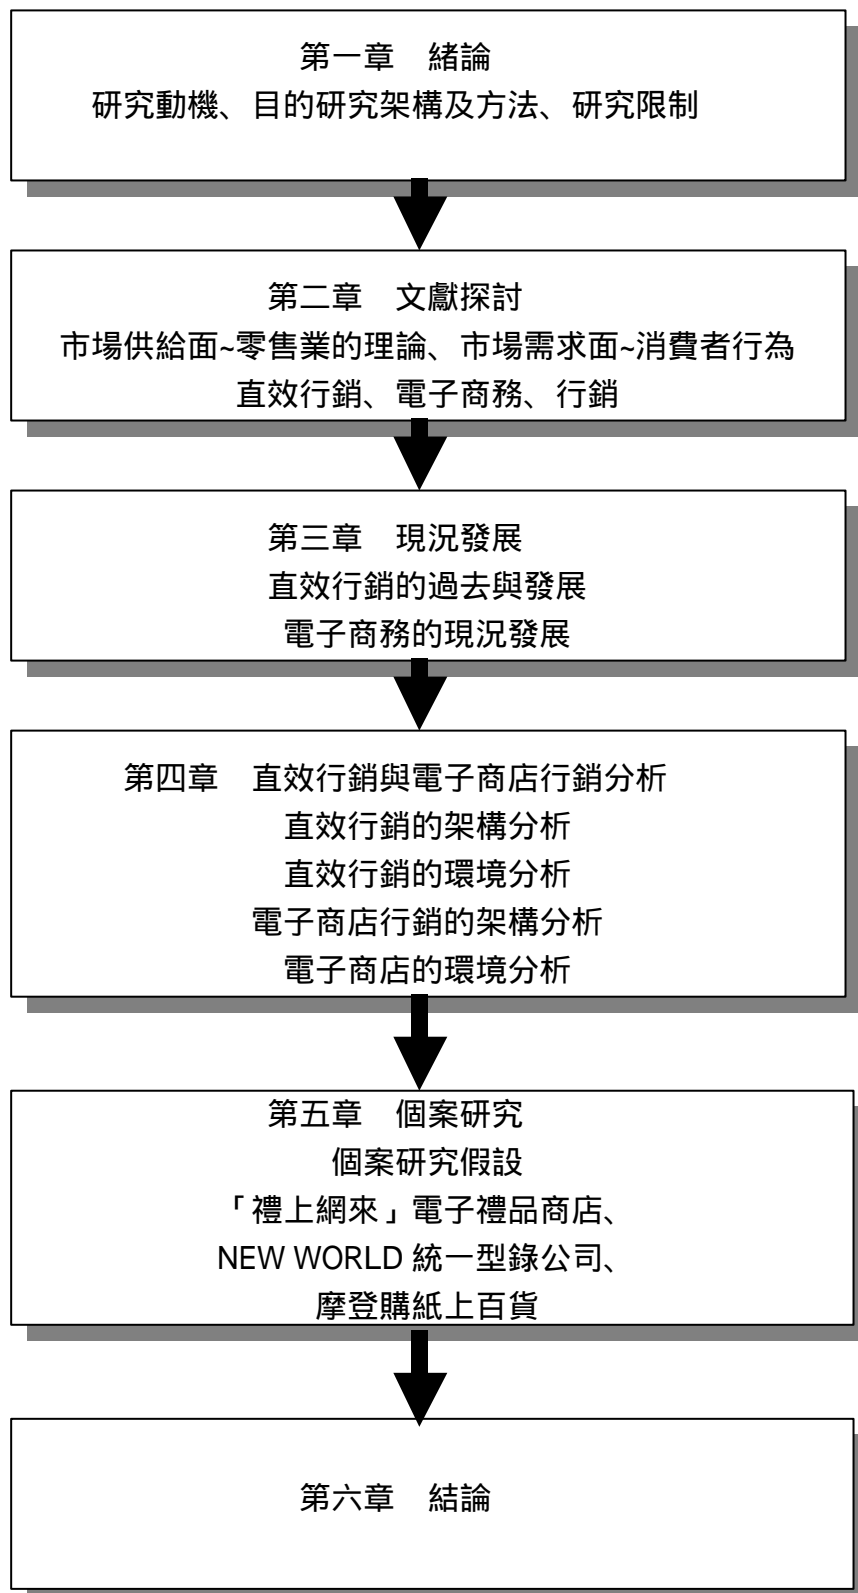 第一章　緒論
研究動機、目的研究架構及方法、研究限制
第二章　文獻探討
市場供給面~零售業的理論、市場需求面~消費者行為
直效行銷、電子商務、行銷
第三章　現況發展
直效行銷的過去與發展
電子商務的現況發展
第四章　直效行銷與電子商店行銷分析
直效行銷的架構分析
直效行銷的環境分析
電子商店行銷的架構分析
電子商店的環境分析
第五章　個案研究
個案研究假設
「禮上網來」電子禮品商店、
NEW WORLD 統一型錄公司、
摩登購紙上百貨
第六章　結論